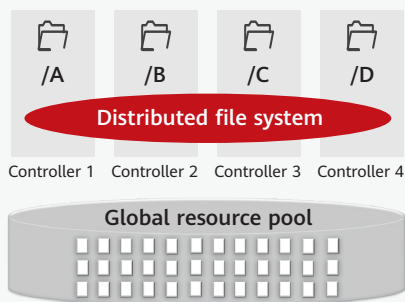 /A /B /C /D
Distributed file system
Controller 1 Controller 2 Controller 3 Controller 4
Global resource pool